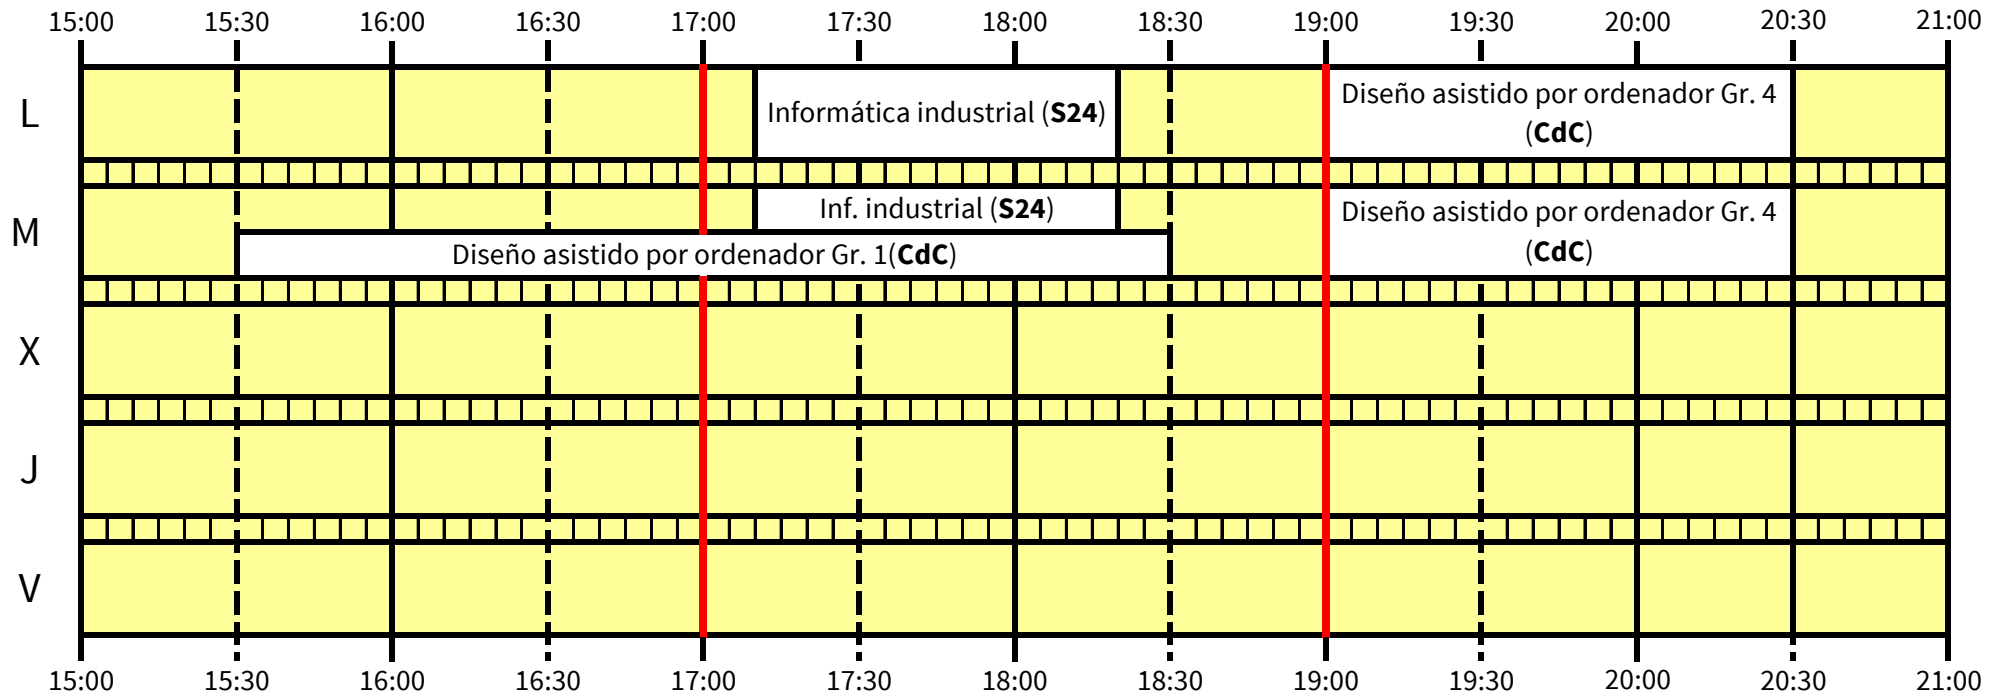 15:00 15:30 16:00 16:30 17:00 17:30 18:00 18:30 19:00 19:30 20:00 20:30 21:00
L
Informática industrial (S24)
Diseño asistido por ordenador Gr. 4
(CdC)
M
Inf. industrial (S24)
Diseño asistido por ordenador Gr. 1(CdC)
Diseño asistido por ordenador Gr. 4
(CdC)
X
J
V
15:00 15:30 16:00 16:30 17:00 17:30 18:00 18:30 19:00 19:30 20:00 20:30 21:00